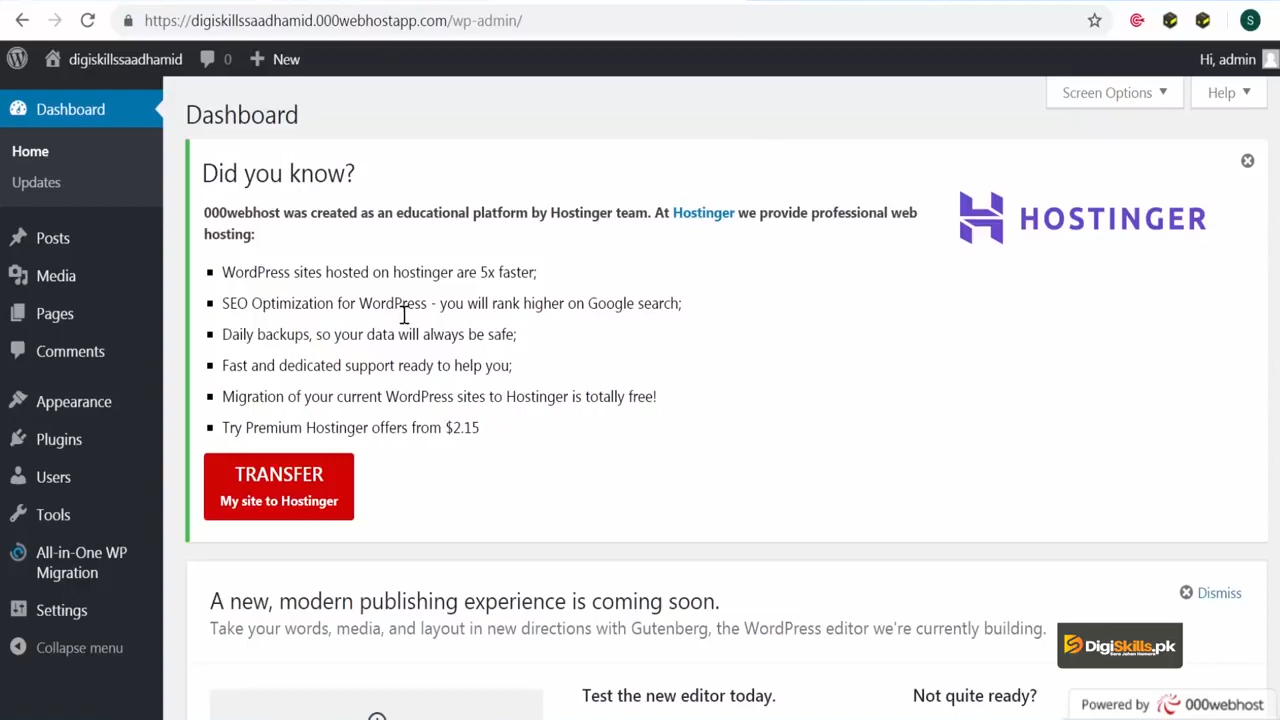 https://digiskillssaadhamid.000webhostapp.com/wp-admin/
S
digiskillssaadhamid
0
New
Hi, admin
Dashboard
Home
Updates
Posts
Media
Pages
Comments
Appearance
Plugins
Users
Tools
All-in-One WP
Migration
Settings
Collapse menu
Screen Options
Help
Dashboard
Did you know?
000webhost was created as an educational platform by Hostinger team. At Hostinger we provide professional web
hosting:
WordPress sites hosted on hostinger are 5x faster;
SEO Optimization for WordPress - you will rank higher on Google search;
Daily backups, so your data will always be safe;
Fast and dedicated support ready to help you;
Migration of your current WordPress sites to Hostinger is totally free!
Try Premium Hostinger offers from $2.15
HOSTINGER
TRANSFER
My site to Hostinger
A new, modern publishing experience is coming soon.
Dismiss
Take your words, media, and layout in new directions with Gutenberg, the WordPress editor we're currently building.
DigiSkills.pk
Test the new editor today.
Not quite ready?
Powered by 000webhost